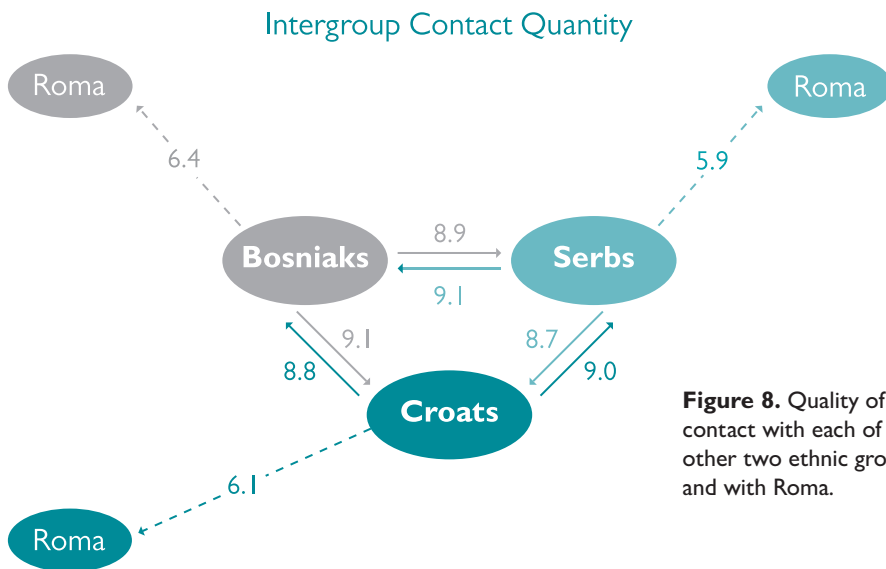 Intergroup Contact Quantity
Roma
Roma
6.4
5.9
Bosniaks
8.9
Serbs
9.1
9.1
8.7
8.8
9.0
Croats
Figure 8. Quality of
contact with each of
other two ethnic gro
and with Roma.
6.1
Roma